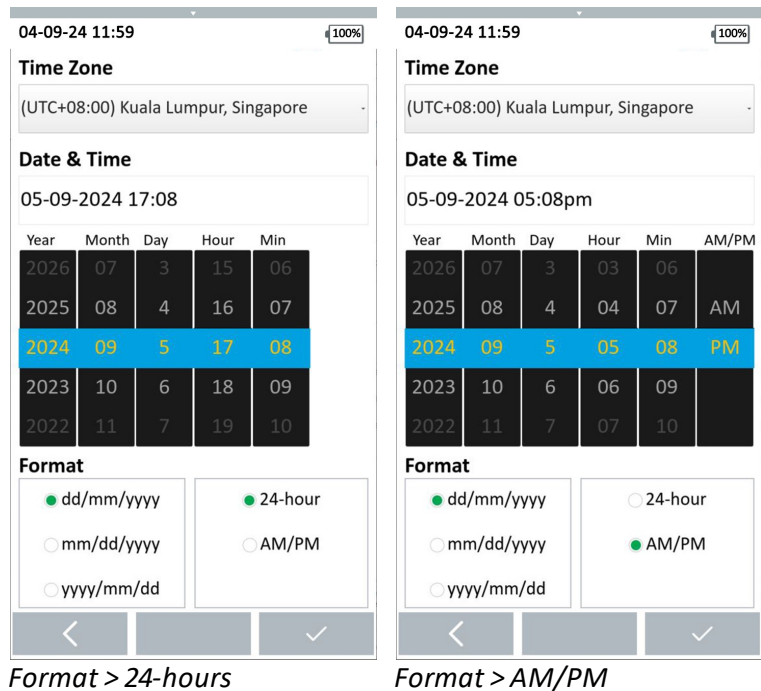 04-09-24 11:59 100%
Time Zone
(UTC+08:00) Kuala Lumpur, Singapore
Date & Time
05-09-2024 17:08
Year Month Day Hour Min
2026 07 3 15 06
2025 08 4 16 07
2024 09 5 17 08
2023 10 6 18 09
2022 11 7 19 10
Format
dd/mm/yyyy 24-hour
mm/dd/yyyy AM/PM
yyyy/mm/dd
Format > 24-hours
04-09-24 11:59 100%
Time Zone
(UTC+08:00) Kuala Lumpur, Singapore
Date & Time
05-09-2024 05:08pm
Year Month Day Hour Min AM/PM
2026 07 3 03 06
2025 08 4 04 07 AM
2024 09 5 05 08 PM
2023 10 6 06 09
2022 11 7 07 10
Format
dd/mm/yyyy 24-hour
mm/dd/yyyy AM/PM
yyyy/mm/dd
Format > AM/PM